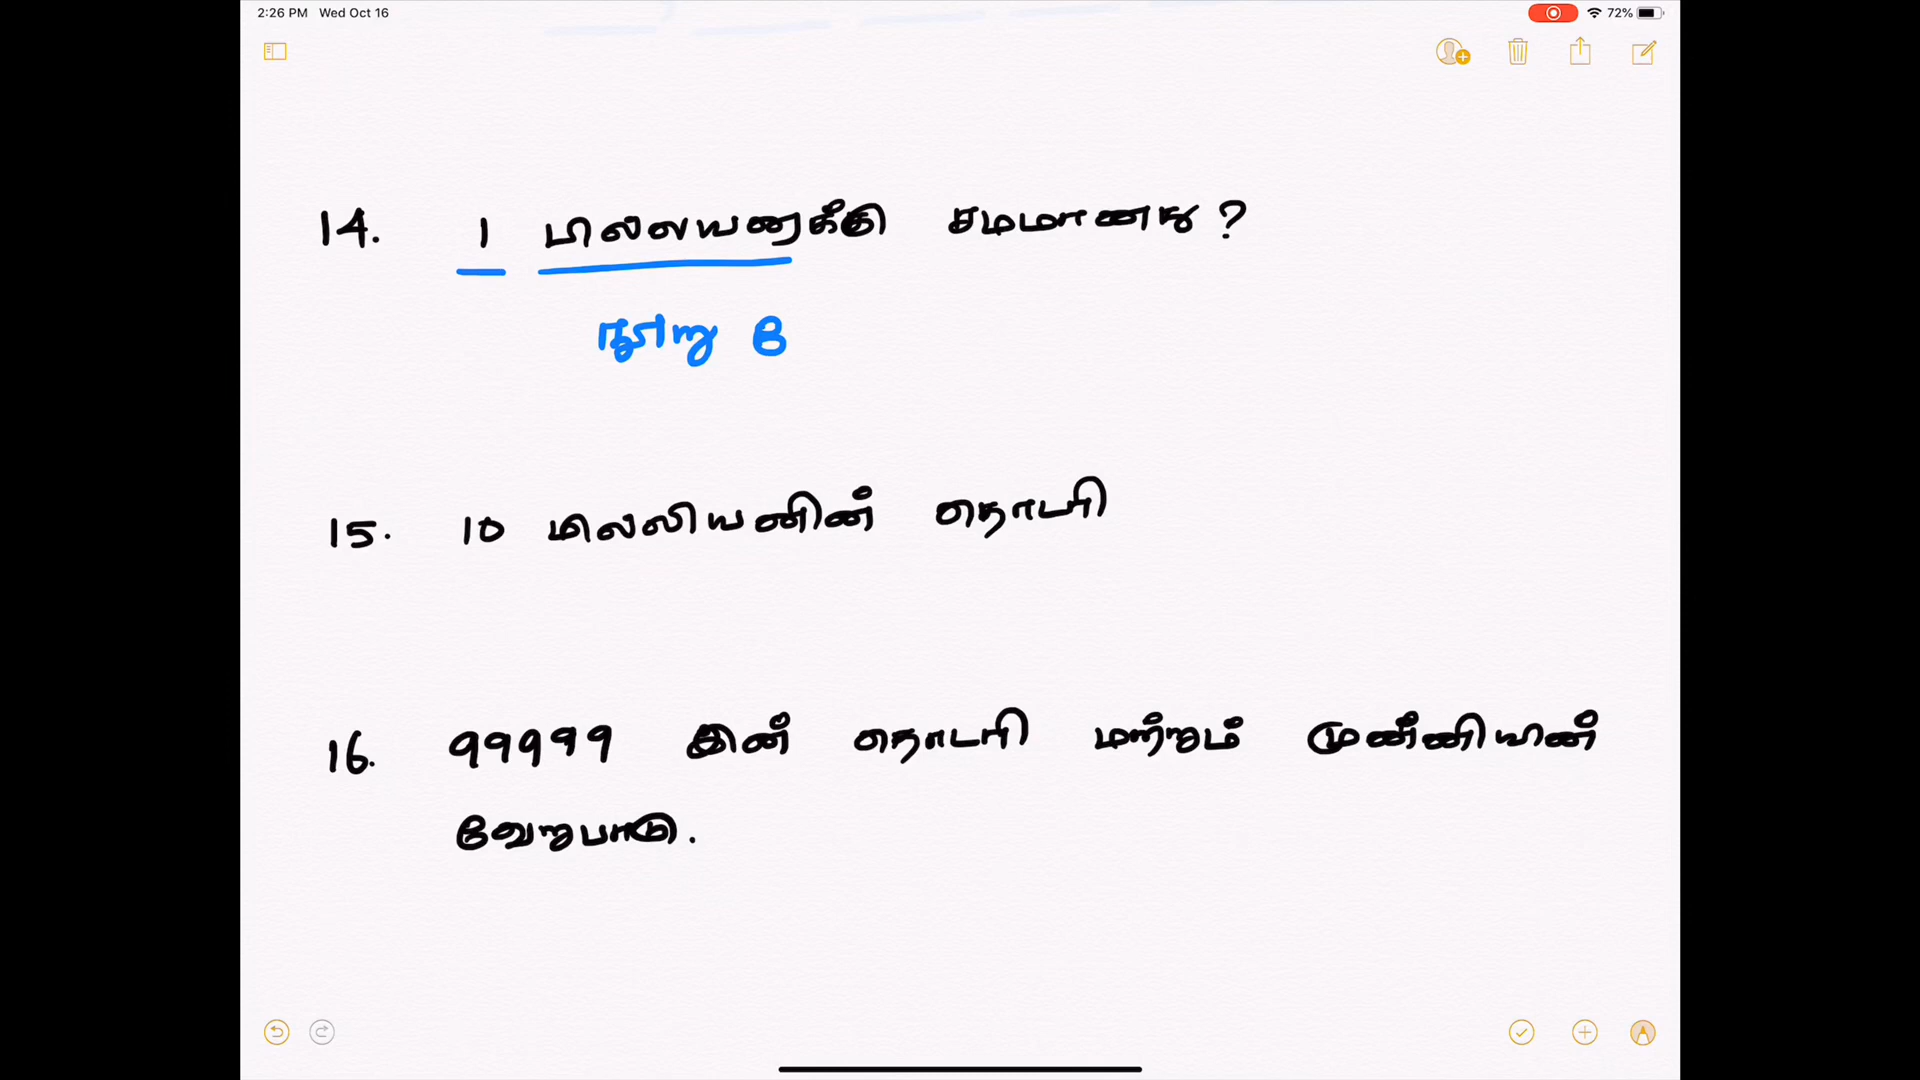 2:26 PM Wed Oct 16
72%
14. 1 மில்லயனுக்கு சமமானது?
நூறு
15. 10 மில்லியனின் தொடரி
16. 99999 இன் தொடரி மற்றும் முன்னியின்
வேறுபாடு.